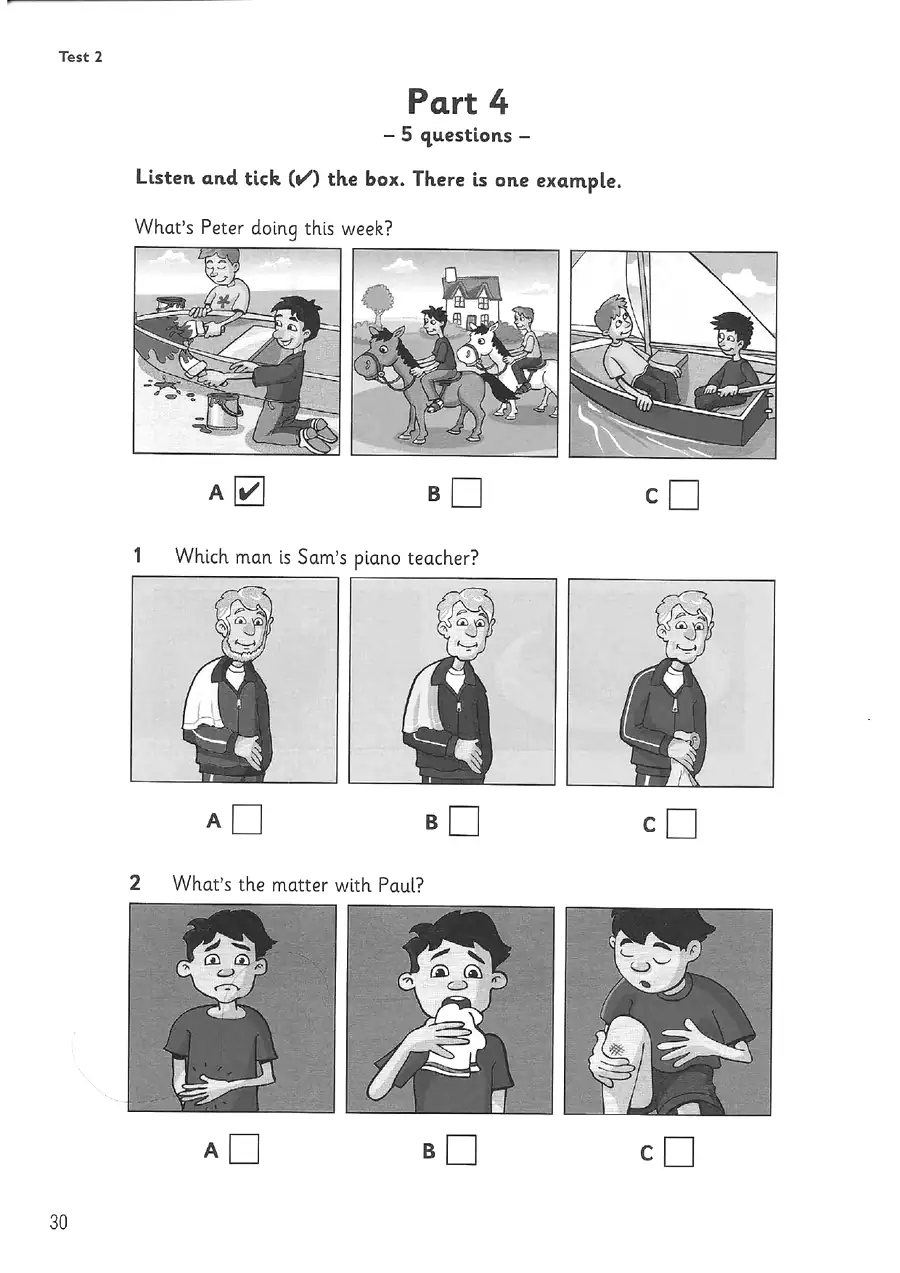 Test 2
Part 4
– 5 questions –
Listen and tick (✔) the box. There is one example.
What's Peter doing this week?
A ✔ B C
1 Which man is Sam's piano teacher?
A B C
2 What's the matter with Paul?
A B C
30